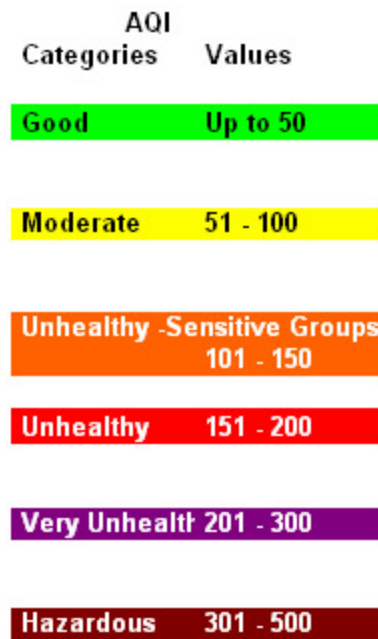 AQI
Categories Values
Good Up to 50
Moderate 51 - 100
Unhealthy -Sensitive Groups
101 - 150
Unhealthy 151 - 200
Very Unhealth 201 - 300
Hazardous 301 - 500